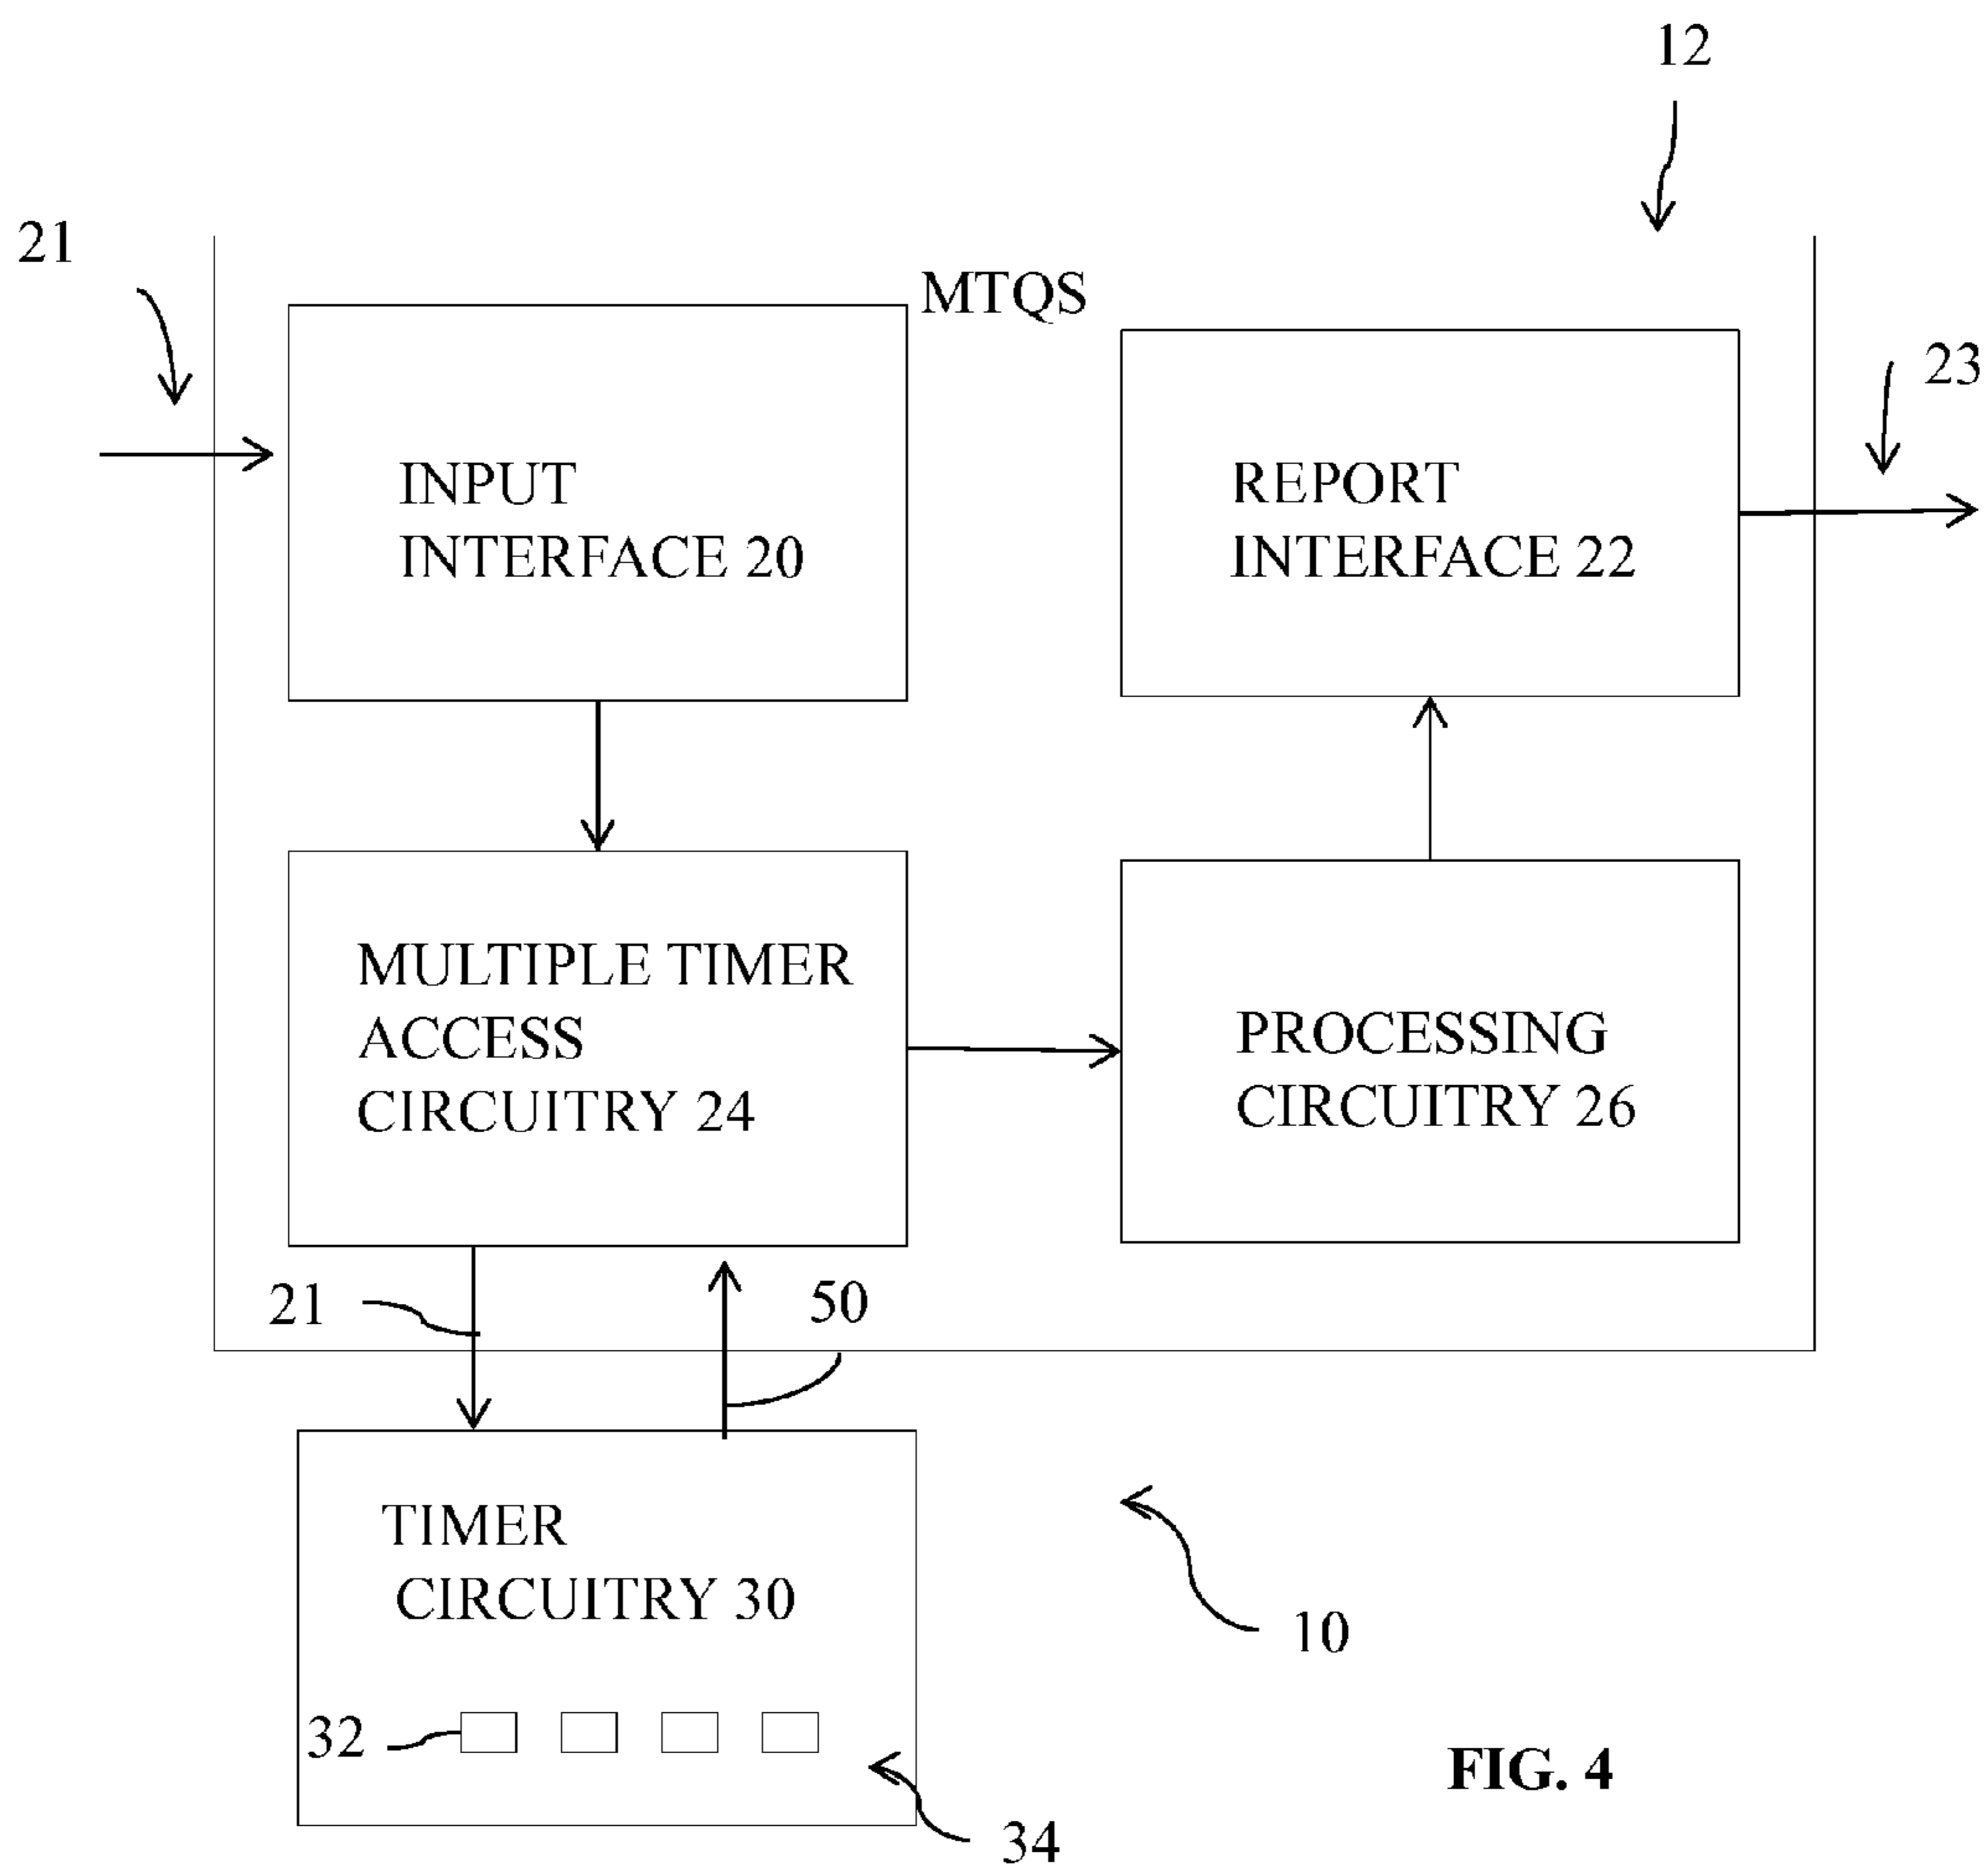 12
21
MTQS
23
INPUT
INTERFACE 20
REPORT
INTERFACE 22
MULTIPLE TIMER
ACCESS
CIRCUITRY 24
PROCESSING
CIRCUITRY 26
21
50
TIMER
CIRCUITRY 30
10
32
34
FIG. 4